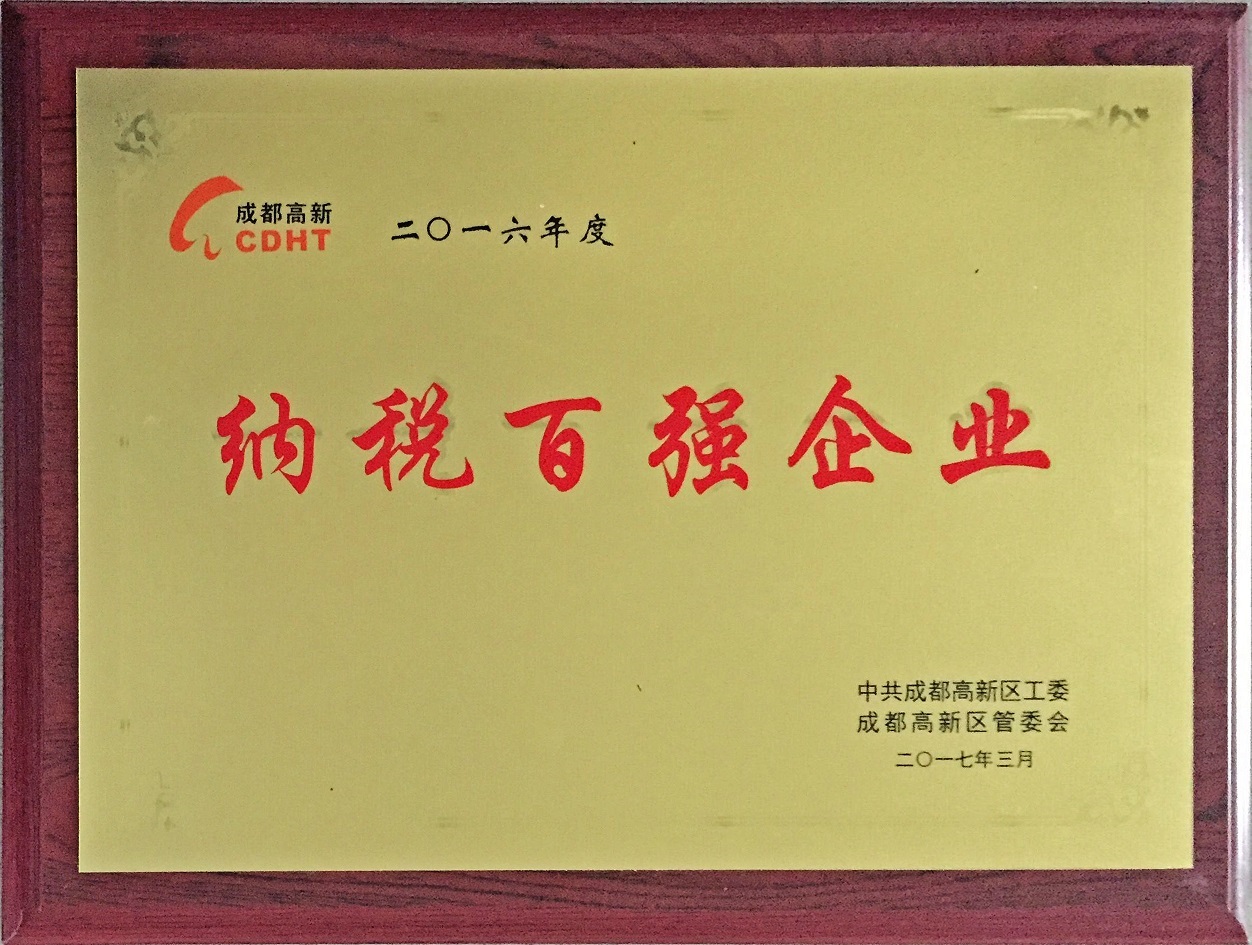 成都高新
CDHT
二〇一六年度
纳税百强企业
中共成都高新区工委
成都高新区管委会
二〇一七年三月